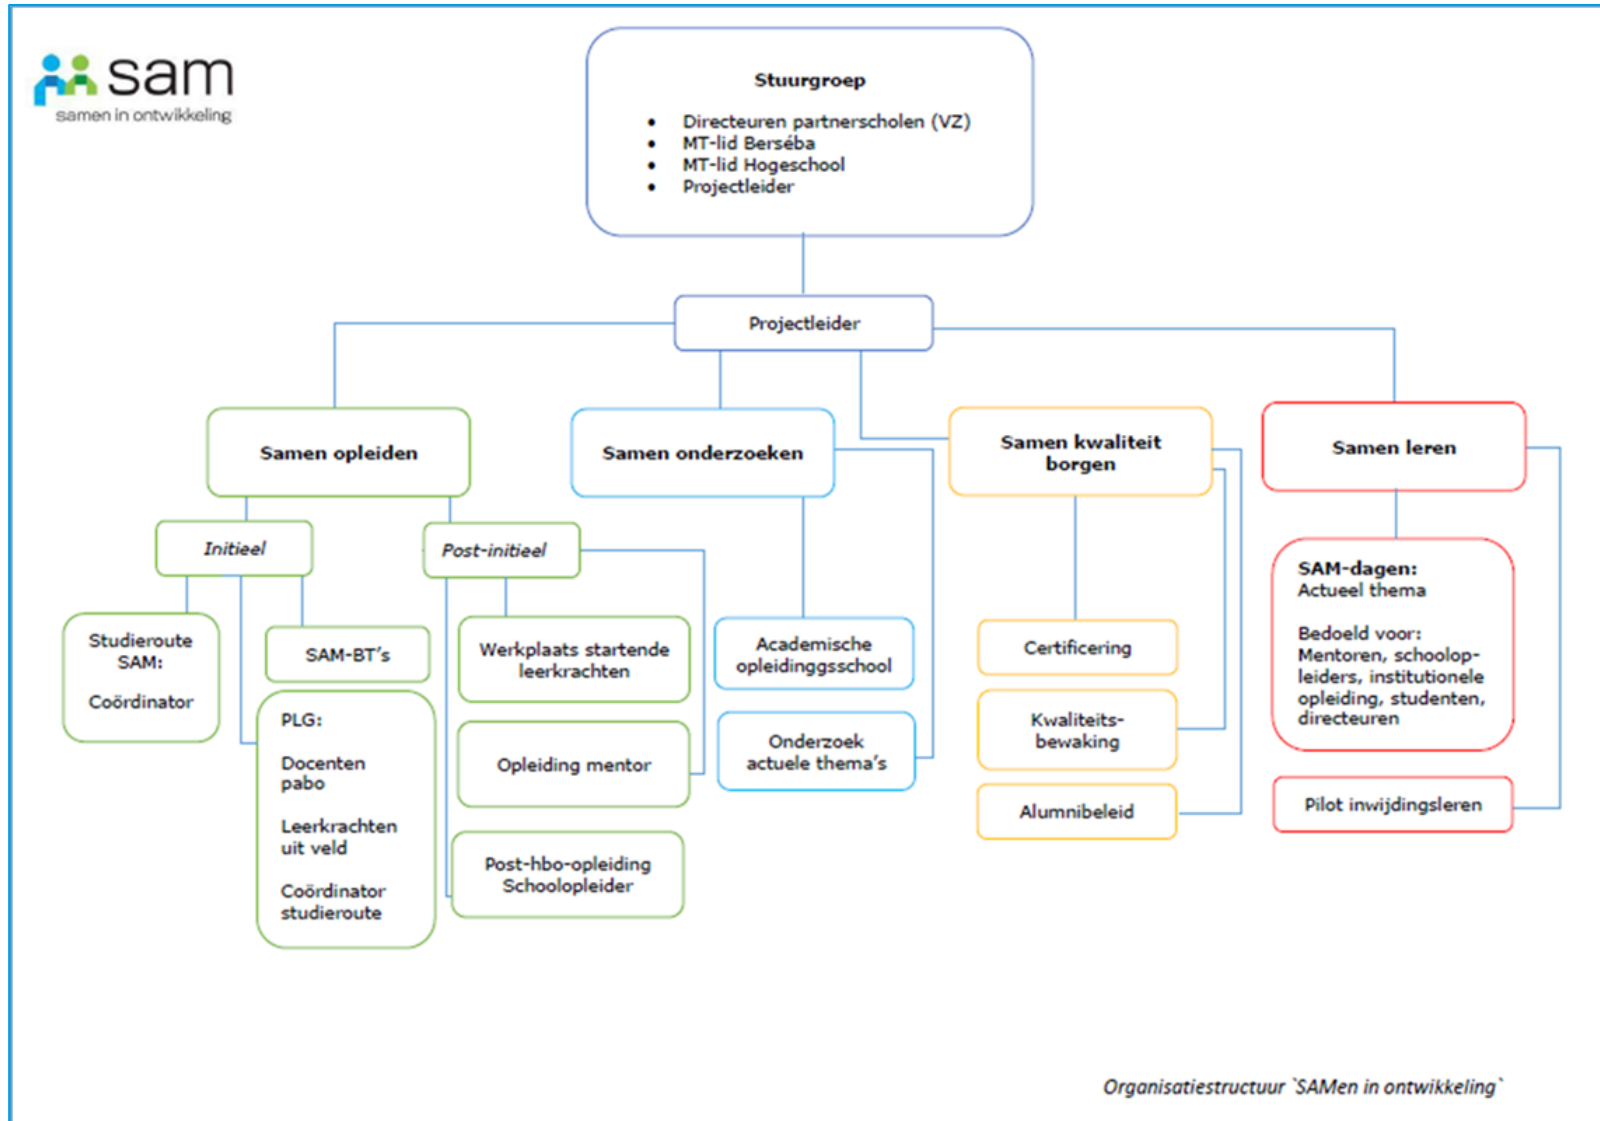 sam
samen in ontwikkeling
Stuurgroep
• Directeuren partnerscholen (VZ)
• MT-lid Berséba
• MT-lid Hogeschool
• Projectleider
Projectleider
Samen opleiden
Samen onderzoeken
Samen kwaliteit
borgen
Samen leren
Initieel
Post-initieel
Studieroute
SAM:
Coördinator
SAM-BT's
PLG:
Docenten
pabo
Leerkrachten
uit veld
Coördinator
studieroute
Werkplaats startende
leerkrachten
Opleiding mentor
Post-hbo-opleiding
Schoolopleider
Academische
opleidinggsschool
Onderzoek
actuele thema's
Certificering
Kwaliteits-
bewaking
Alumnibeleid
SAM-dagen:
Actueel thema
Bedoeld voor:
Mentoren, schoolop-
leiders, institutionele
opleiding, studenten,
directeuren
Pilot inwijdingsleren
Organisatiestructuur `SAMen in ontwikkeling`